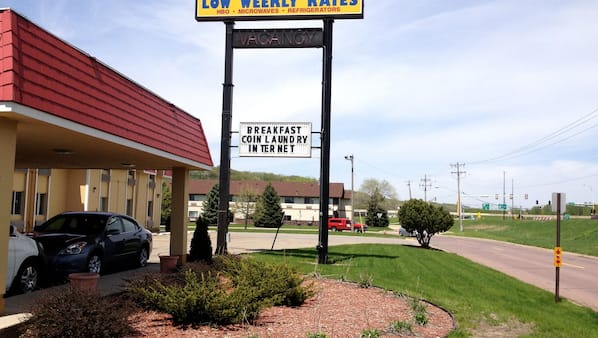 LOW WEEKLY RATES
HBO • MICROWAVES • REFRIGERATORS
VACANCY
BREAKFAST
COIN LAUNDRY
INTERNET